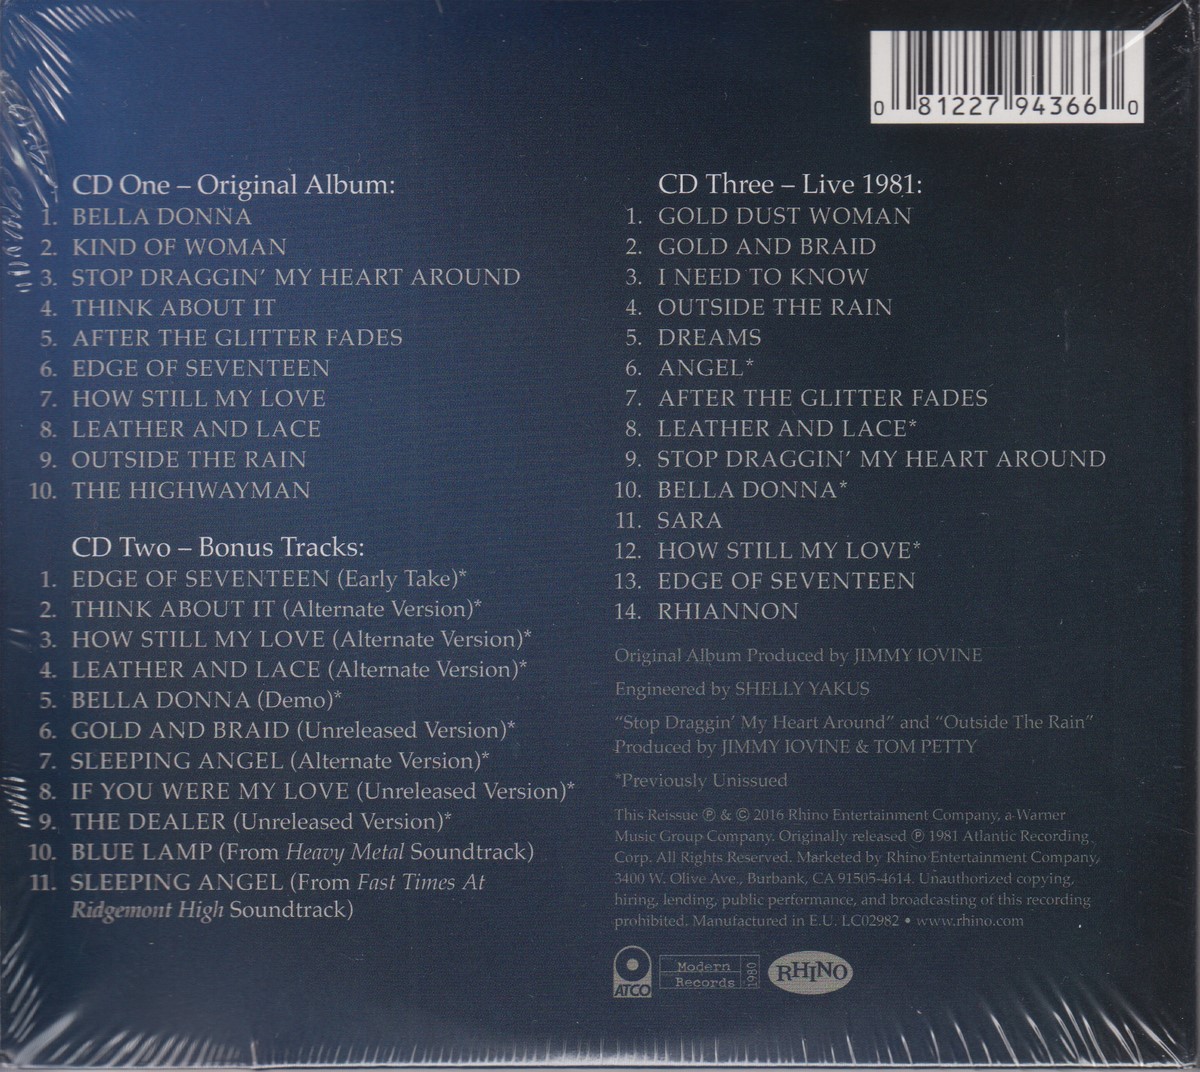 0 81227 94366 0
CD One – Original Album:
1. BELLA DONNA
2. KIND OF WOMAN
3. STOP DRAGGIN’ MY HEART AROUND
4. THINK ABOUT IT
5. AFTER THE GLITTER FADES
6. EDGE OF SEVENTEEN
7. HOW STILL MY LOVE
8. LEATHER AND LACE
9. OUTSIDE THE RAIN
10. THE HIGHWAYMAN
CD Two – Bonus Tracks:
1. EDGE OF SEVENTEEN (Early Take)*
2. THINK ABOUT IT (Alternate Version)*
3. HOW STILL MY LOVE (Alternate Version)*
4. LEATHER AND LACE (Alternate Version)*
5. BELLA DONNA (Demo)*
6. GOLD AND BRAID (Unreleased Version)*
7. SLEEPING ANGEL (Alternate Version)*
8. IF YOU WERE MY LOVE (Unreleased Version)*
9. THE DEALER (Unreleased Version)*
10. BLUE LAMP (From Heavy Metal Soundtrack)
11. SLEEPING ANGEL (From Fast Times At
Ridgemont High Soundtrack)
CD Three – Live 1981:
1. GOLD DUST WOMAN
2. GOLD AND BRAID
3. I NEED TO KNOW
4. OUTSIDE THE RAIN
5. DREAMS
6. ANGEL*
7. AFTER THE GLITTER FADES
8. LEATHER AND LACE*
9. STOP DRAGGIN’ MY HEART AROUND
10. BELLA DONNA*
11. SARA
12. HOW STILL MY LOVE*
13. EDGE OF SEVENTEEN
14. RHIANNON
Original Album Produced by JIMMY IOVINE
Engineered by SHELLY YAKUS
“Stop Draggin’ My Heart Around” and “Outside The Rain”
Produced by JIMMY IOVINE & TOM PETTY
*Previously Unissued
This Reissue ℗ & © 2016 Rhino Entertainment Company, a Warner
Music Group Company. Originally released ℗ 1981 Atlantic Recording
Corp. All Rights Reserved. Marketed by Rhino Entertainment Company,
3400 W. Olive Ave., Burbank, CA 91505-4614. Unauthorized copying,
hiring, lending, public performance, and broadcasting of this recording
prohibited. Manufactured in E.U. LC02982 • www.rhino.com
ATCO
Modern
Records
1980
RHINO